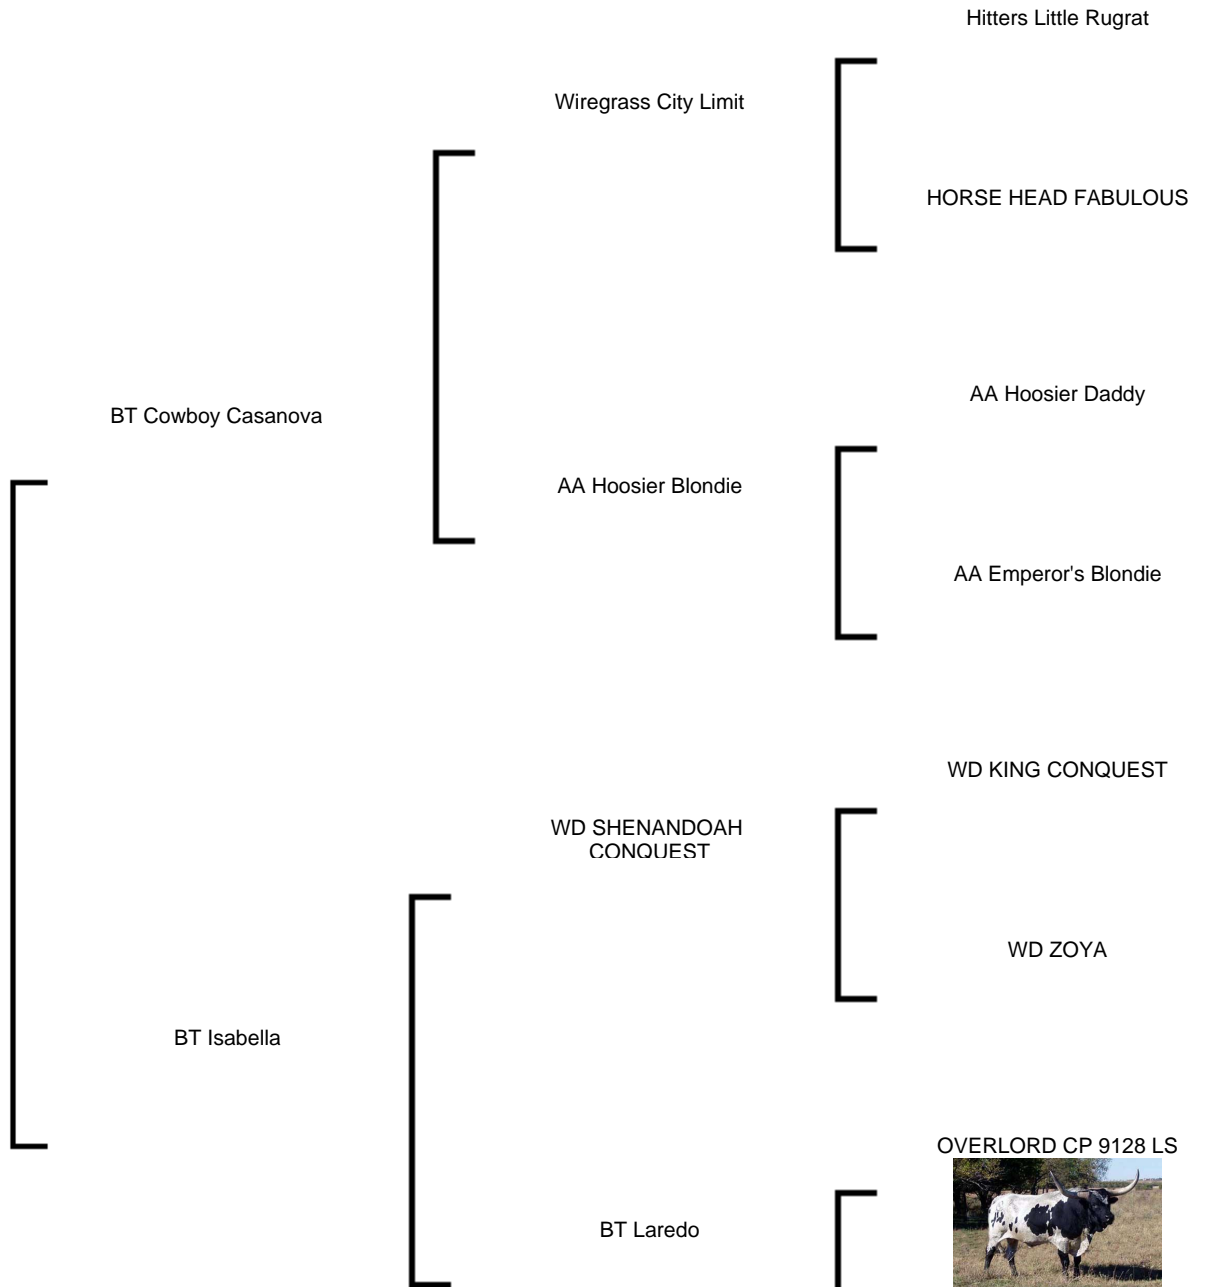 Hitters Little Rugrat
Wiregrass City Limit
HORSE HEAD FABULOUS
AA Hoosier Daddy
BT Cowboy Casanova
AA Hoosier Blondie
AA Emperor's Blondie
WD KING CONQUEST
WD SHENANDOAH
CONQUEST
WD ZOYA
BT Isabella
OVERLORD CP 9128 LS
BT Laredo